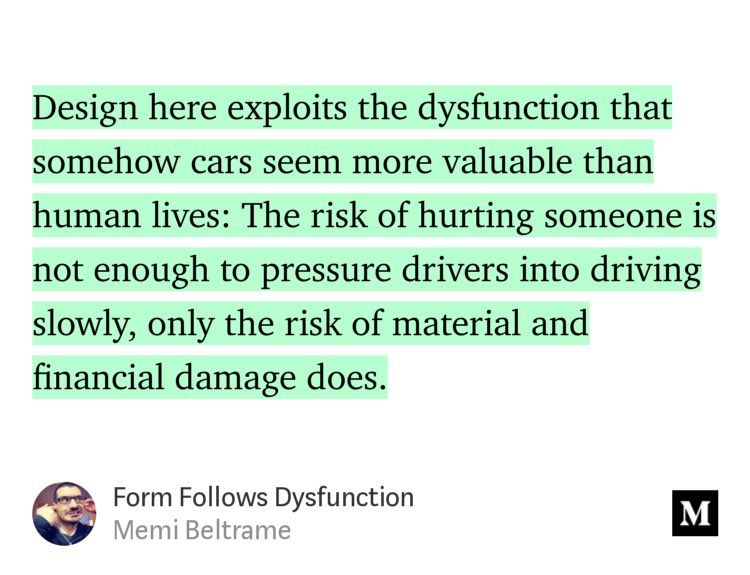 Design here exploits the dysfunction that
somehow cars seem more valuable than
human lives: The risk of hurting someone is
not enough to pressure drivers into driving
slowly, only the risk of material and
financial damage does.
Form Follows Dysfunction
Memi Beltrame
M